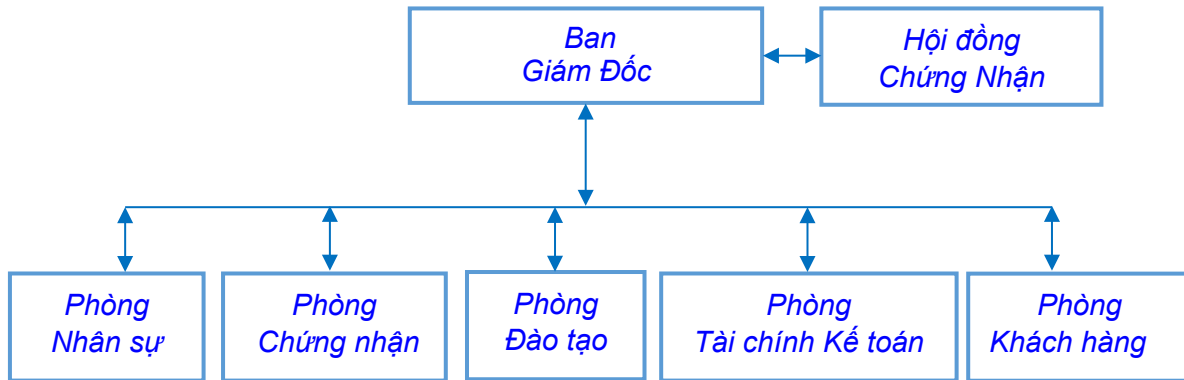 Ban
Giám Đốc
Hội đồng
Chứng Nhận
Phòng
Nhân sự
Phòng
Chứng nhận
Phòng
Đào tạo
Phòng
Tài chính Kế toán
Phòng
Khách hàng